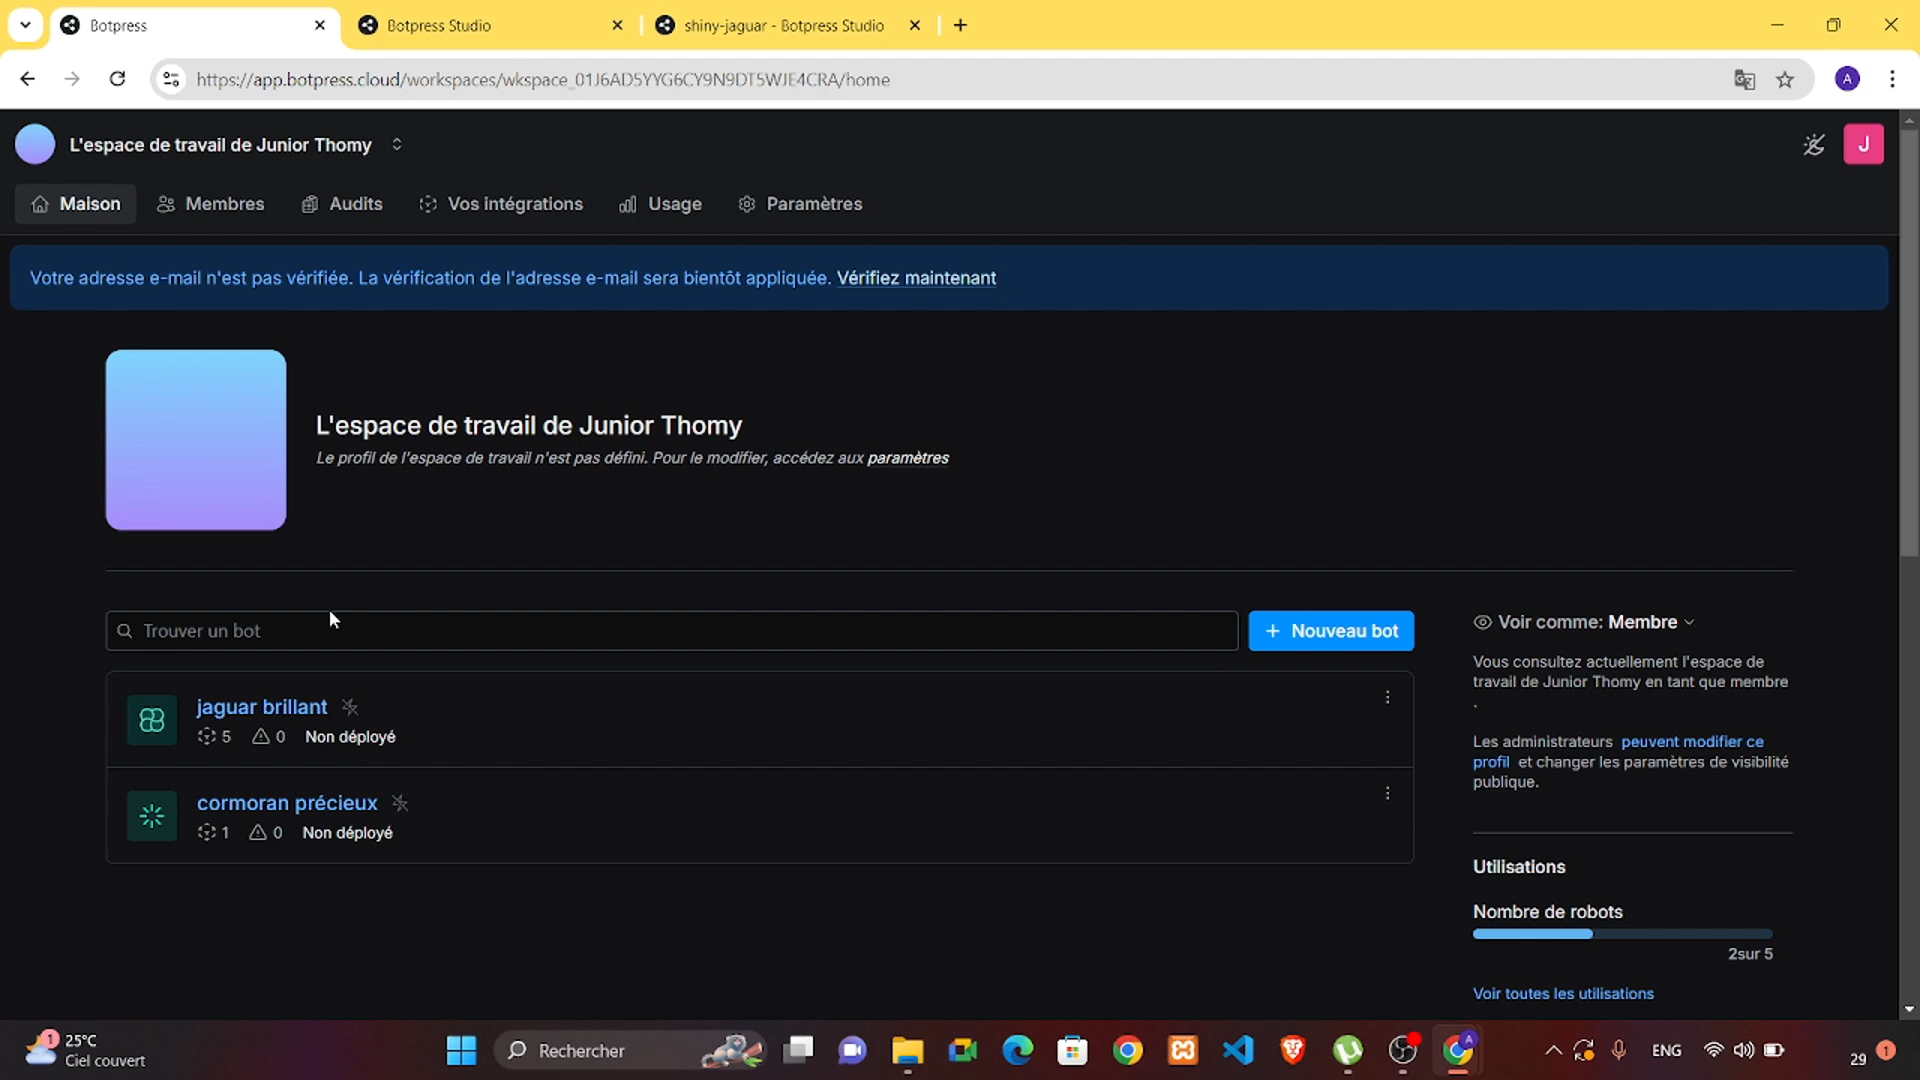 Botpress
Botpress Studio
shiny-jaguar - Botpress Studio
https://app.botpress.cloud/workspaces/wkspace_01J6AD5YYG6CY9N9DT5WJE4CRA/home
A
L'espace de travail de Junior Thomy
J
Maison
Membres
Audits
Vos intégrations
Usage
Paramètres
Votre adresse e-mail n'est pas vérifiée. La vérification de l'adresse e-mail sera bientôt appliquée. Vérifiez maintenant
L'espace de travail de Junior Thomy
Le profil de l'espace de travail n'est pas défini. Pour le modifier, accédez aux paramètres
Trouver un bot
+ Nouveau bot
jaguar brillant
5 0 Non déployé
cormoran précieux
1 0 Non déployé
Voir comme: Membre
Vous consultez actuellement l'espace de
travail de Junior Thomy en tant que membre
.
Les administrateurs peuvent modifier ce
profil et changer les paramètres de visibilité
publique.
Utilisations
Nombre de robots
2sur 5
Voir toutes les utilisations
1
25°C
Ciel couvert
Rechercher
A
ENG
29
1